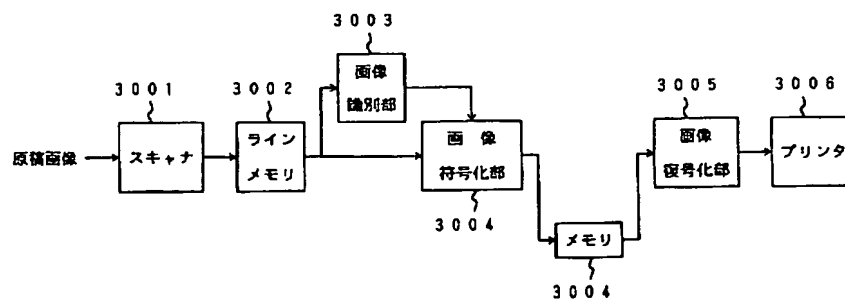 3003
3001
3002
画像
識別部
3005
3006
原稿画像
スキャナ
ライン
メモリ
画像
符号化部
画像
復号化部
プリンタ
3004
メモリ
3004